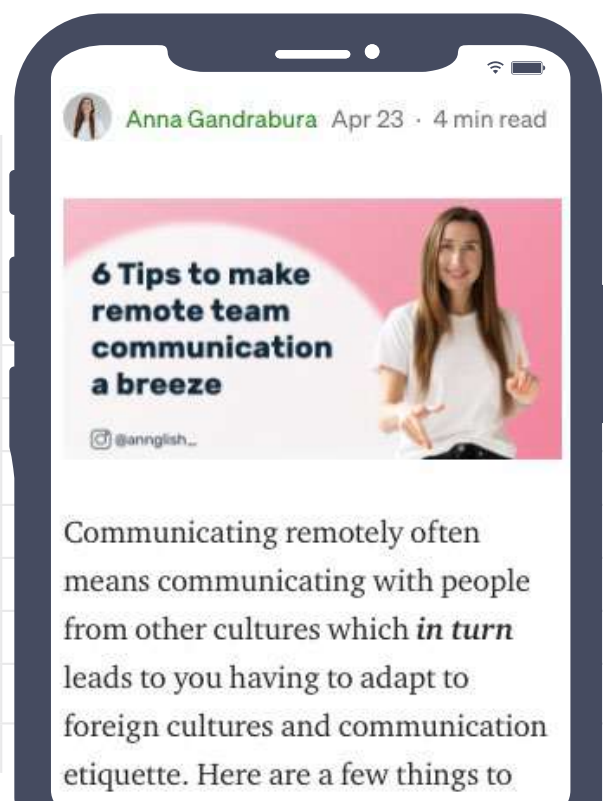 Anna Gandrabura Apr 23 · 4 min read
6 Tips to make
remote team
communication
a breeze
@annglish_
Communicating remotely often
means communicating with people
from other cultures which in turn
leads to you having to adapt to
foreign cultures and communication
etiquette. Here are a few things to